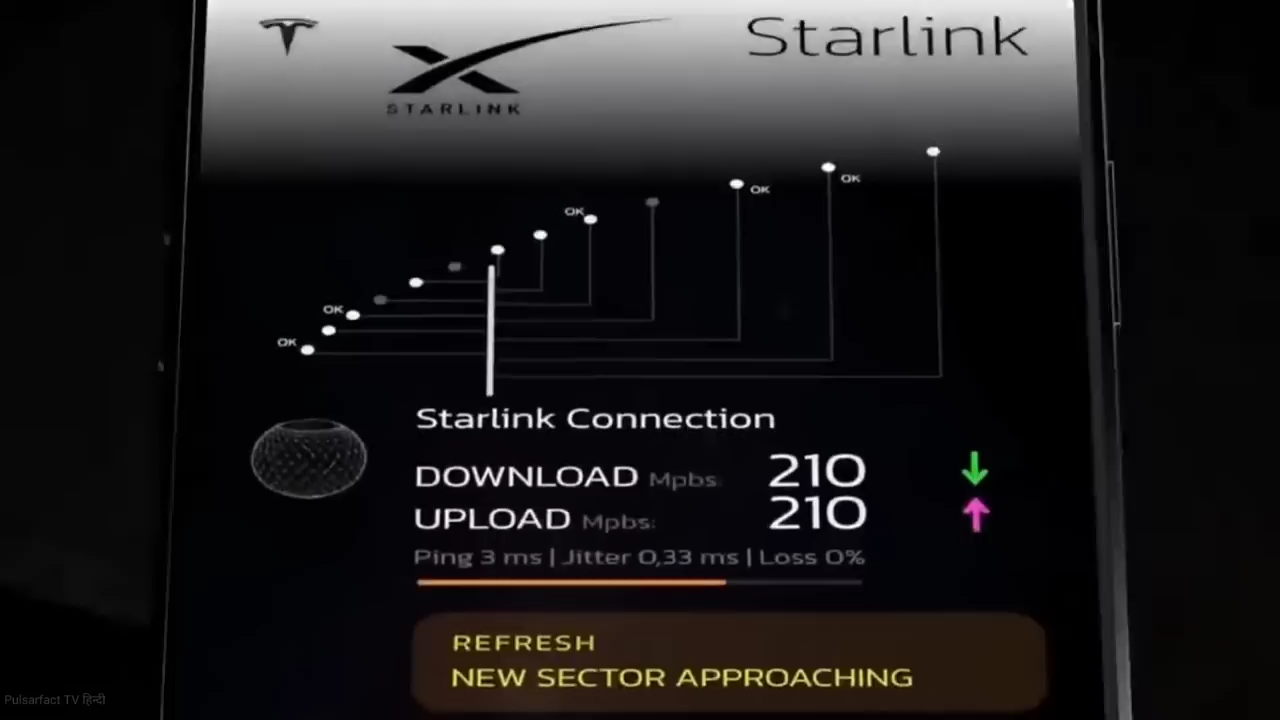 Starlink
STARLINK
OK
OK
OK
OK
OK
Starlink Connection
DOWNLOAD Mpbs: 210
UPLOAD Mpbs: 210
Ping 3 ms | Jitter 0,33 ms | Loss 0%
REFRESH
NEW SECTOR APPROACHING
Pulsarfact TV हिन्दी